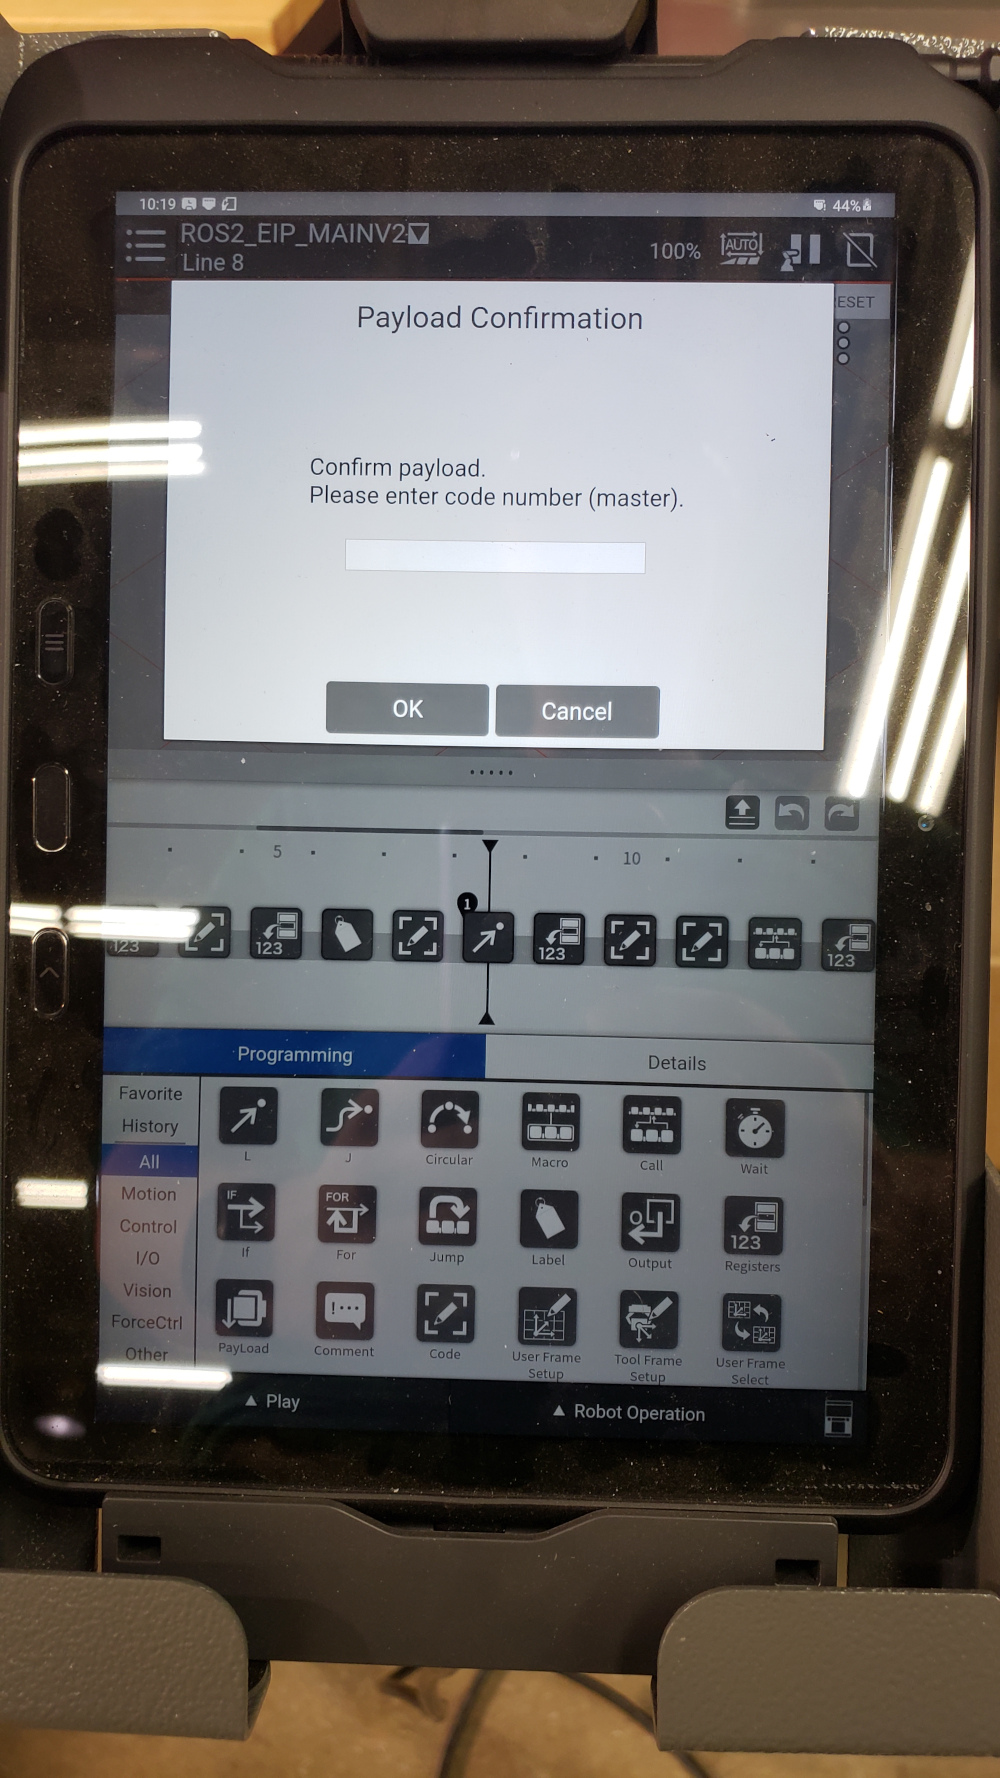 10:19
44%
ROS2_EIP_MAINV2
Line 8
100%
AUTO
ESET
Payload Confirmation
Confirm payload.
Please enter code number (master).
OK
Cancel
5
10
1
123
123
123
123
Programming
Details
Favorite
History
All
Motion
Control
I/O
Vision
ForceCtrl
Other
L
J
Circular
Macro
Call
Wait
IF
FOR
123
If
For
Jump
Label
Output
Registers
PayLoad
Comment
Code
User Frame
Setup
Tool Frame
Setup
User Frame
Select
Play
Robot Operation